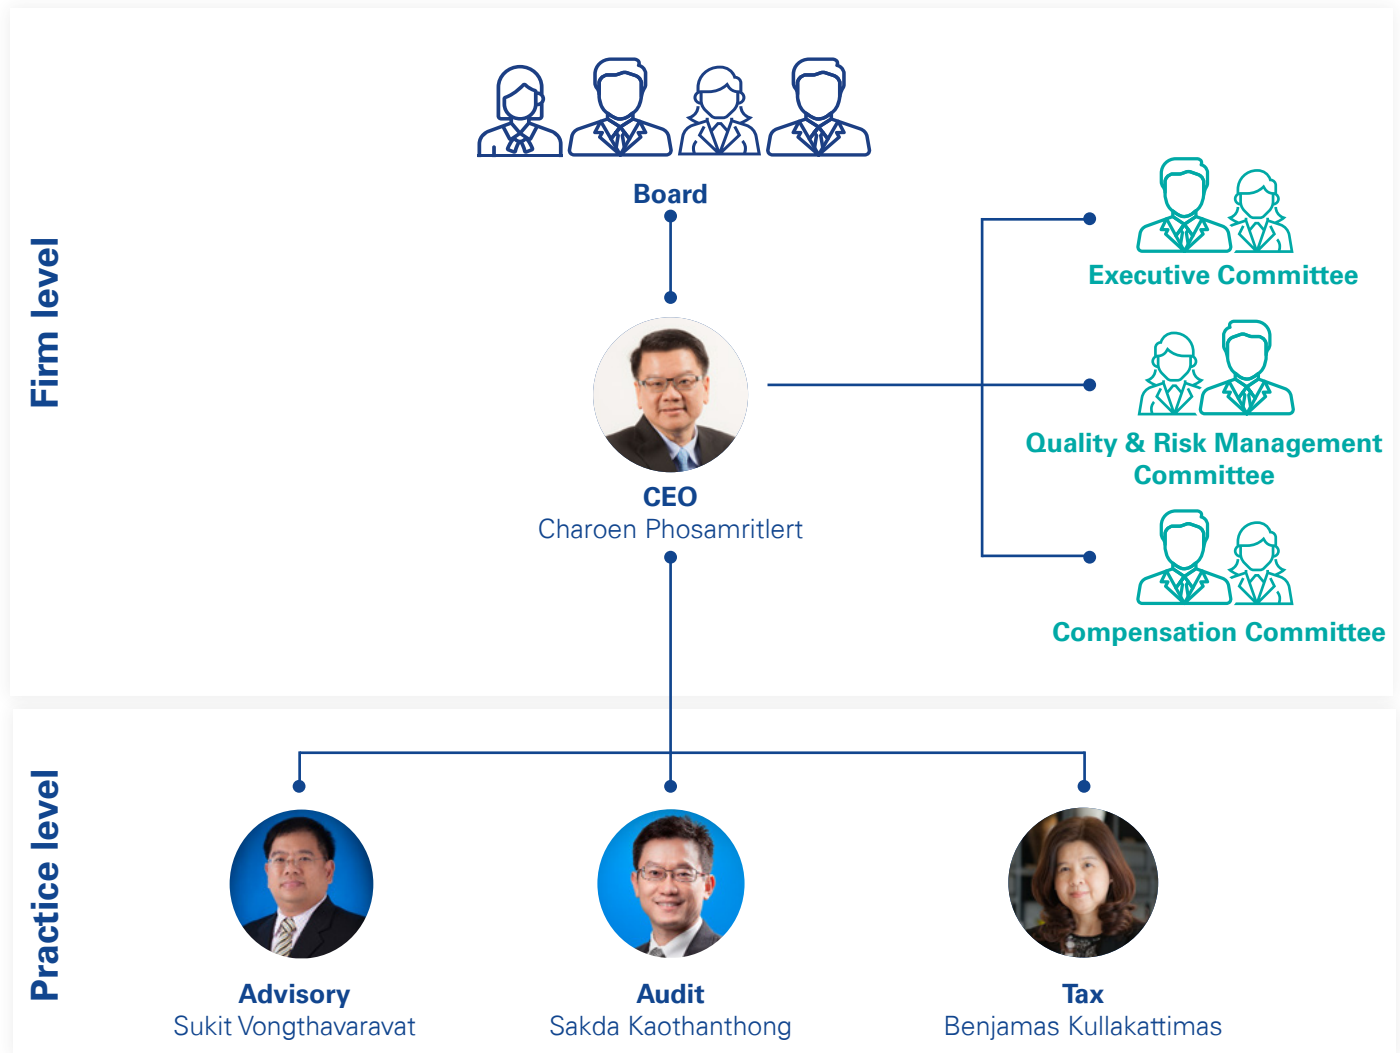 Firm level
Board
Executive Committee
Quality & Risk Management
Committee
CEO
Charoen Phosamritlert
Compensation Committee
Practice level
Advisory
Sukit Vongthavaravat
Audit
Sakda Kaothanthong
Tax
Benjamas Kullakattimas